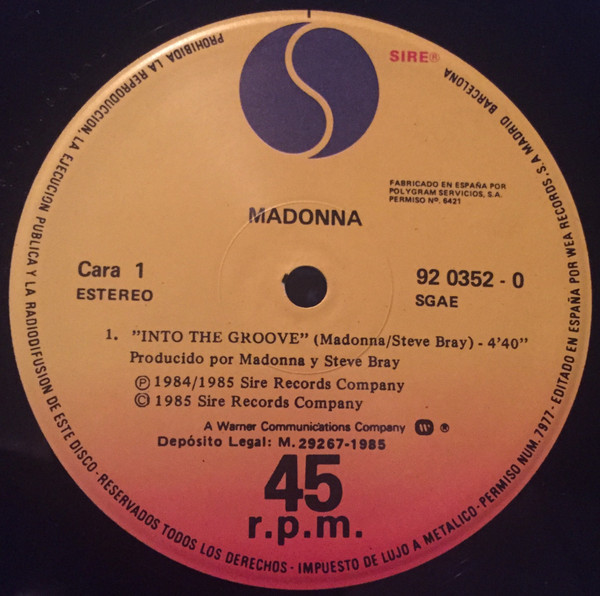 SIRE®
MADONNA
FABRICADO EN ESPAÑA POR
POLYGRAM SERVICIOS, S.A.
PERMISO Nº. 6421
Cara 1
ESTEREO
92 0352 - 0
SGAE
1. "INTO THE GROOVE" (Madonna/Steve Bray) - 4'40"
Producido por Madonna y Steve Bray
Ⓟ 1984/1985 Sire Records Company
© 1985 Sire Records Company
A Warner Communications Company W ®
Depósito Legal: M. 29267-1985
45
r.p.m.
PROHIBIDA LA REPRODUCCION, LA EJECUCION PUBLICA Y LA RADIODIFUSION DE ESTE DISCO · RESERVADOS TODOS LOS DERECHOS · IMPUESTO DE LUJO A METALICO · PERMISO NUM. 7977 · EDITADO EN ESPAÑA POR WEA RECORDS, S.A MADRID BARCELONA